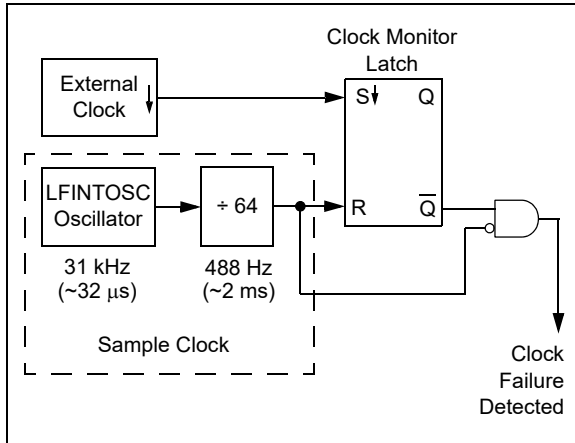 Clock Monitor
Latch
External
Clock
S
Q
LFINTOSC
Oscillator
÷ 64
R
Q̅
31 kHz
(~32 μs)
488 Hz
(~2 ms)
Sample Clock
Clock
Failure
Detected